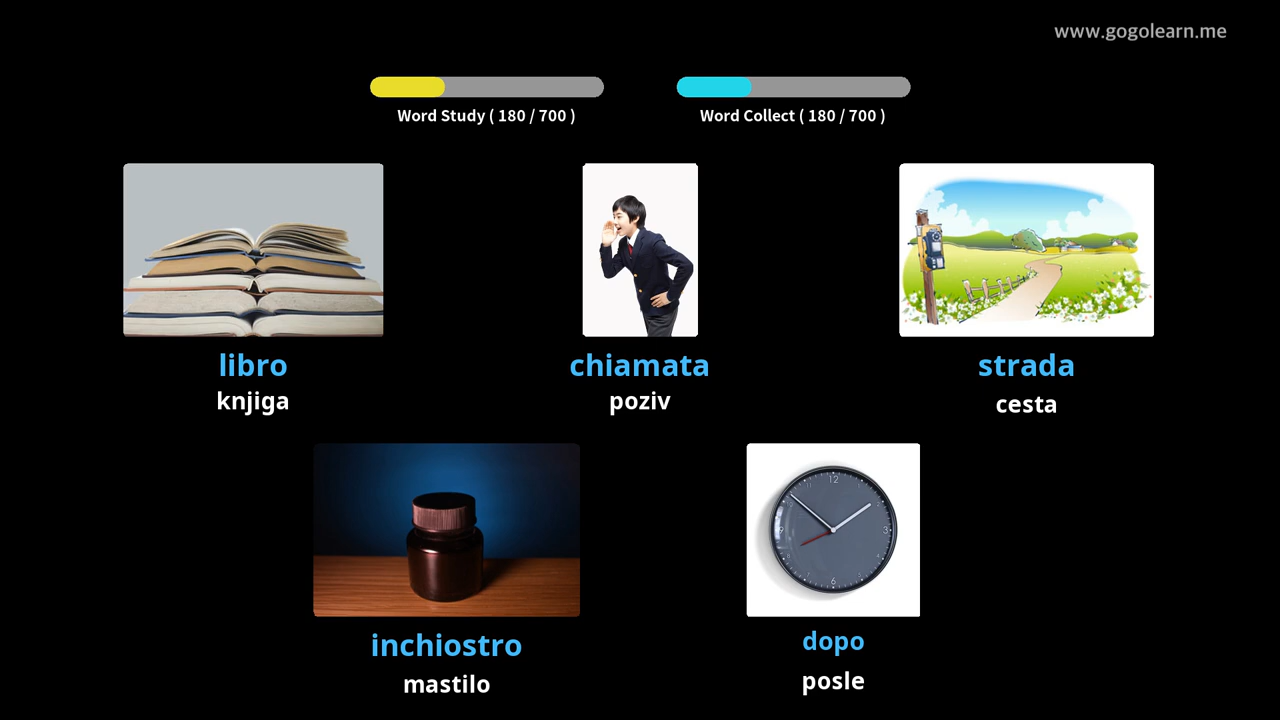 www.gogolearn.me
Word Study ( 180 / 700 )
Word Collect ( 180 / 700 )
libro
knjiga
chiamata
poziv
strada
cesta
inchiostro
mastilo
dopo
posle